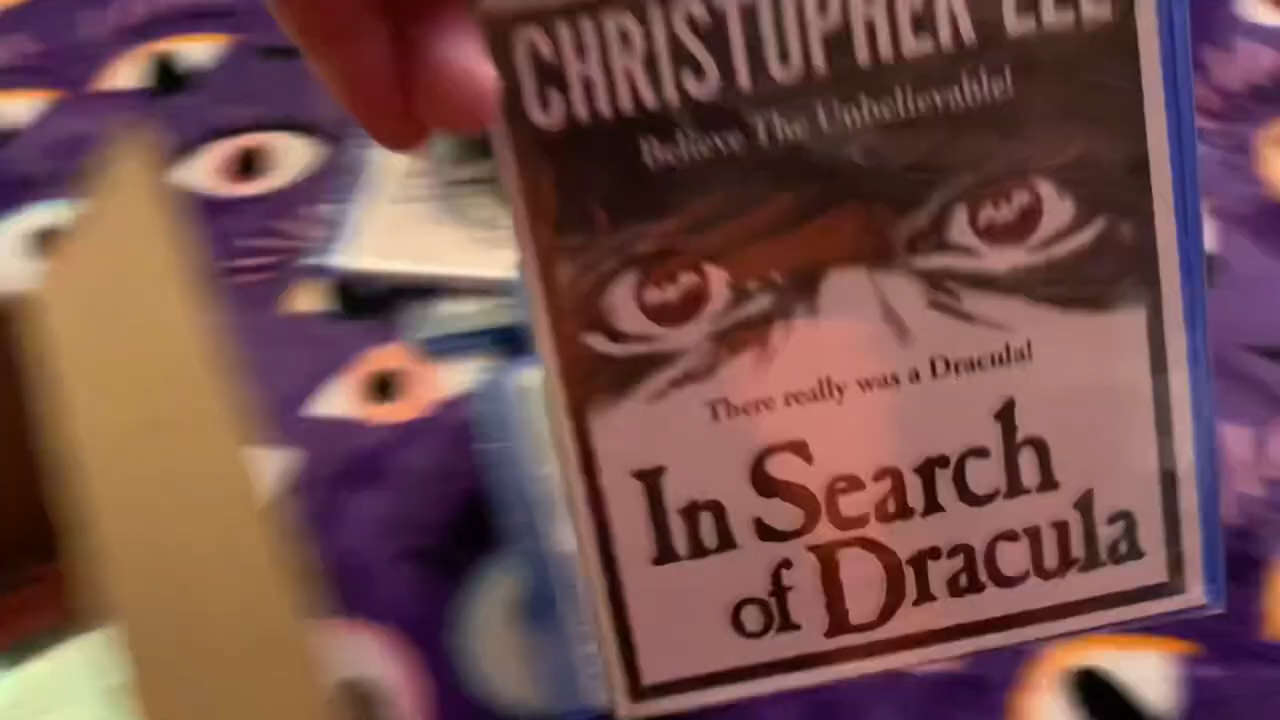 CHRISTOPHER LEE
Believe The Unbelievable!
There really was a Dracula!
In Search
of Dracula